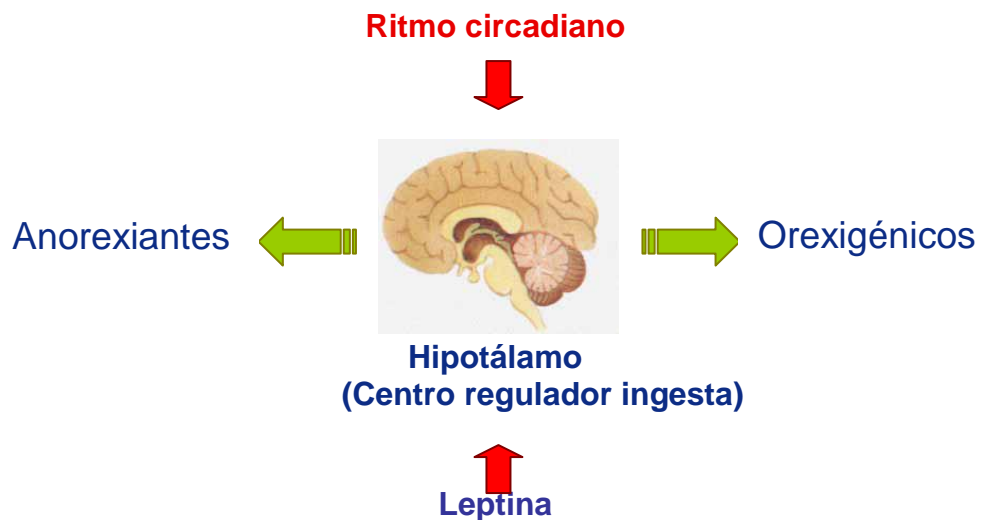 Ritmo circadiano
Anorexiantes
Orexigénicos
Hipotálamo
(Centro regulador ingesta)
Leptina